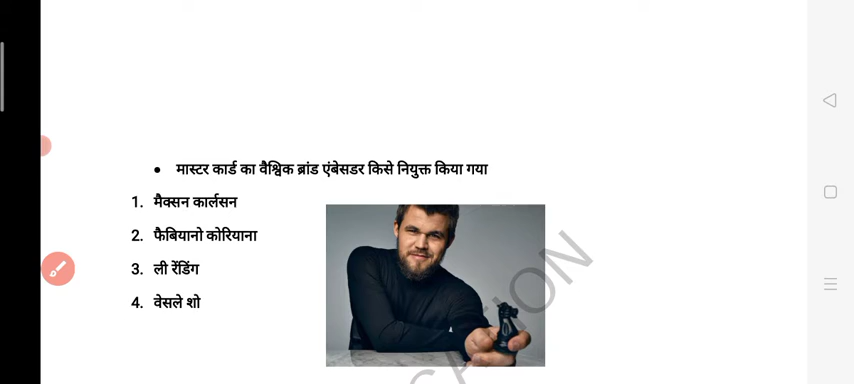 • मास्टर कार्ड का वैश्विक ब्रांड एंबेसडर किसे नियुक्त किया गया
1. मैक्सन कार्लसन
2. फैबियानो कोरियाना
3. ली रेंडिंग
4. वेसले शो